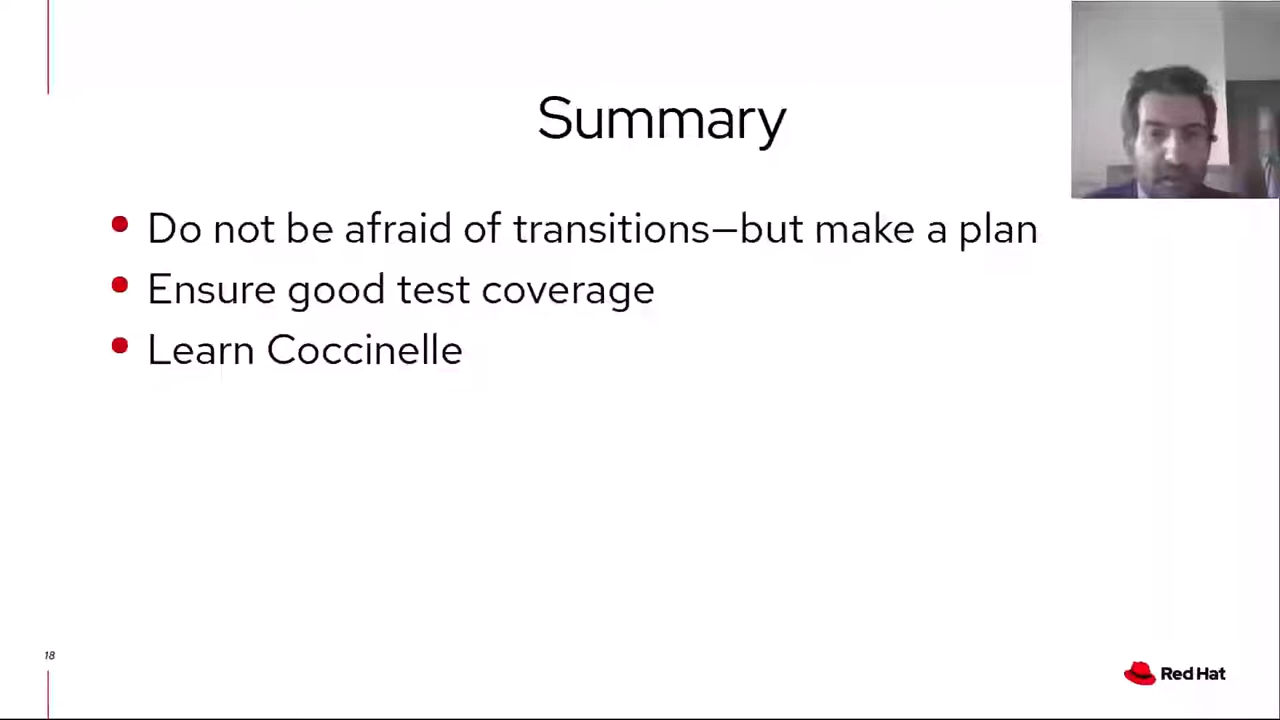 Summary
Do not be afraid of transitions—but make a plan
Ensure good test coverage
Learn Coccinelle
18
Red Hat